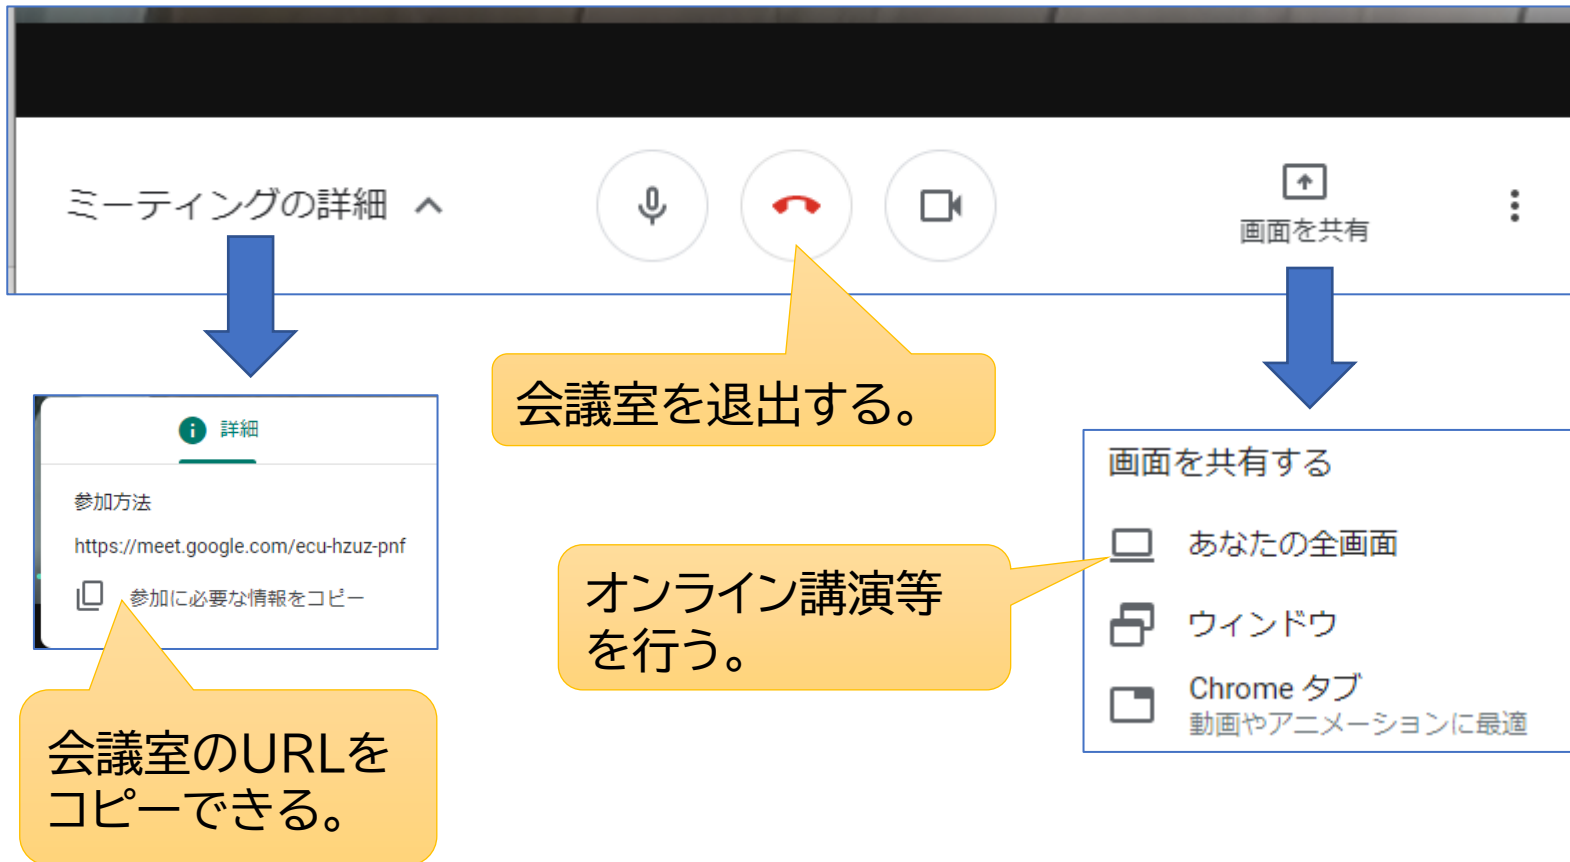 ミーティングの詳細
画面を共有
会議室を退出する。
詳細
参加方法
https://meet.google.com/ecu-hzuz-pnf
参加に必要な情報をコピー
会議室のURLを
コピーできる。
オンライン講演等
を行う。
画面を共有する
あなたの全画面
ウィンドウ
Chrome タブ
動画やアニメーションに最適